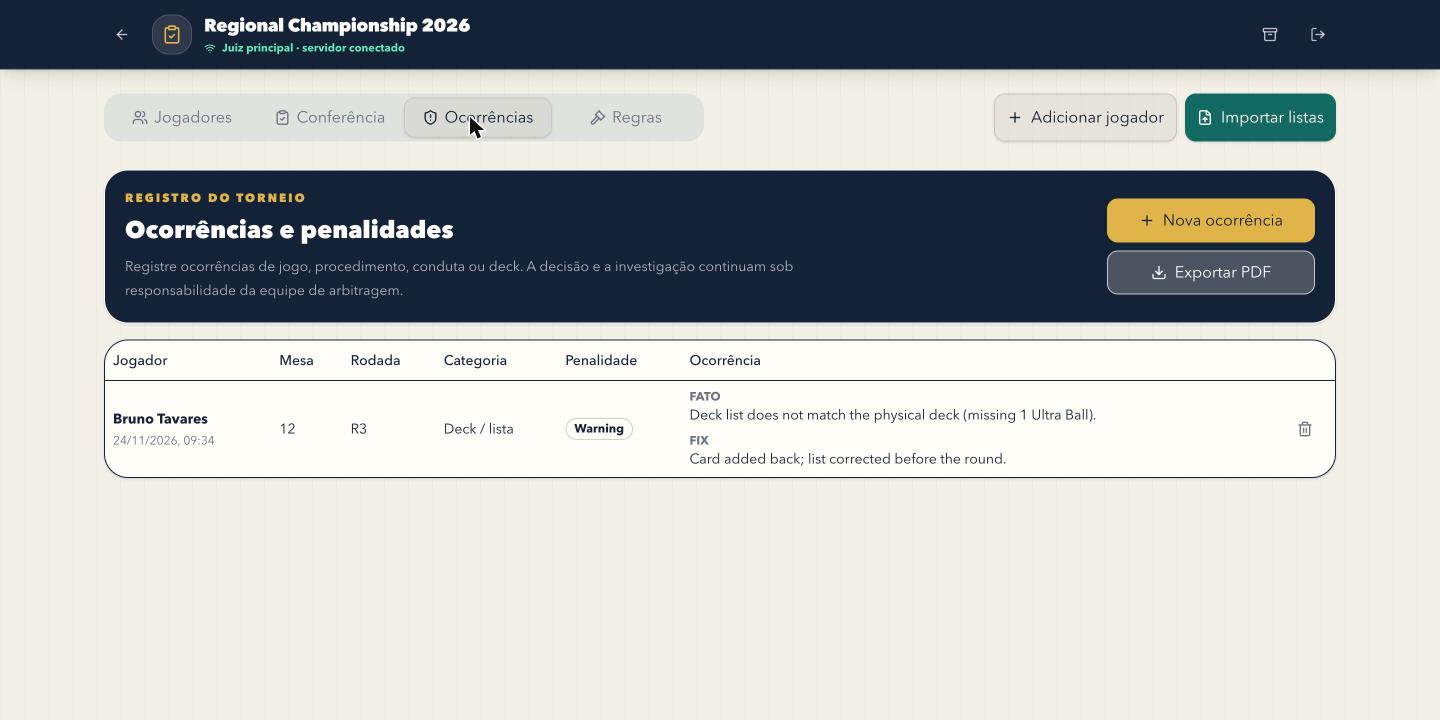 Regional Championship 2026
Juiz principal · servidor conectado
Jogadores
Conferência
Ocorrências
Regras
Adicionar jogador
Importar listas
REGISTRO DO TORNEIO
Ocorrências e penalidades
Registre ocorrências de jogo, procedimento, conduta ou deck. A decisão e a investigação continuam sob
responsabilidade da equipe de arbitragem.
Nova ocorrência
Exportar PDF
Jogador Mesa Rodada Categoria Penalidade Ocorrência
Bruno Tavares
24/11/2026, 09:34
12
R3
Deck / lista
Warning
FATO
Deck list does not match the physical deck (missing 1 Ultra Ball).
FIX
Card added back; list corrected before the round.